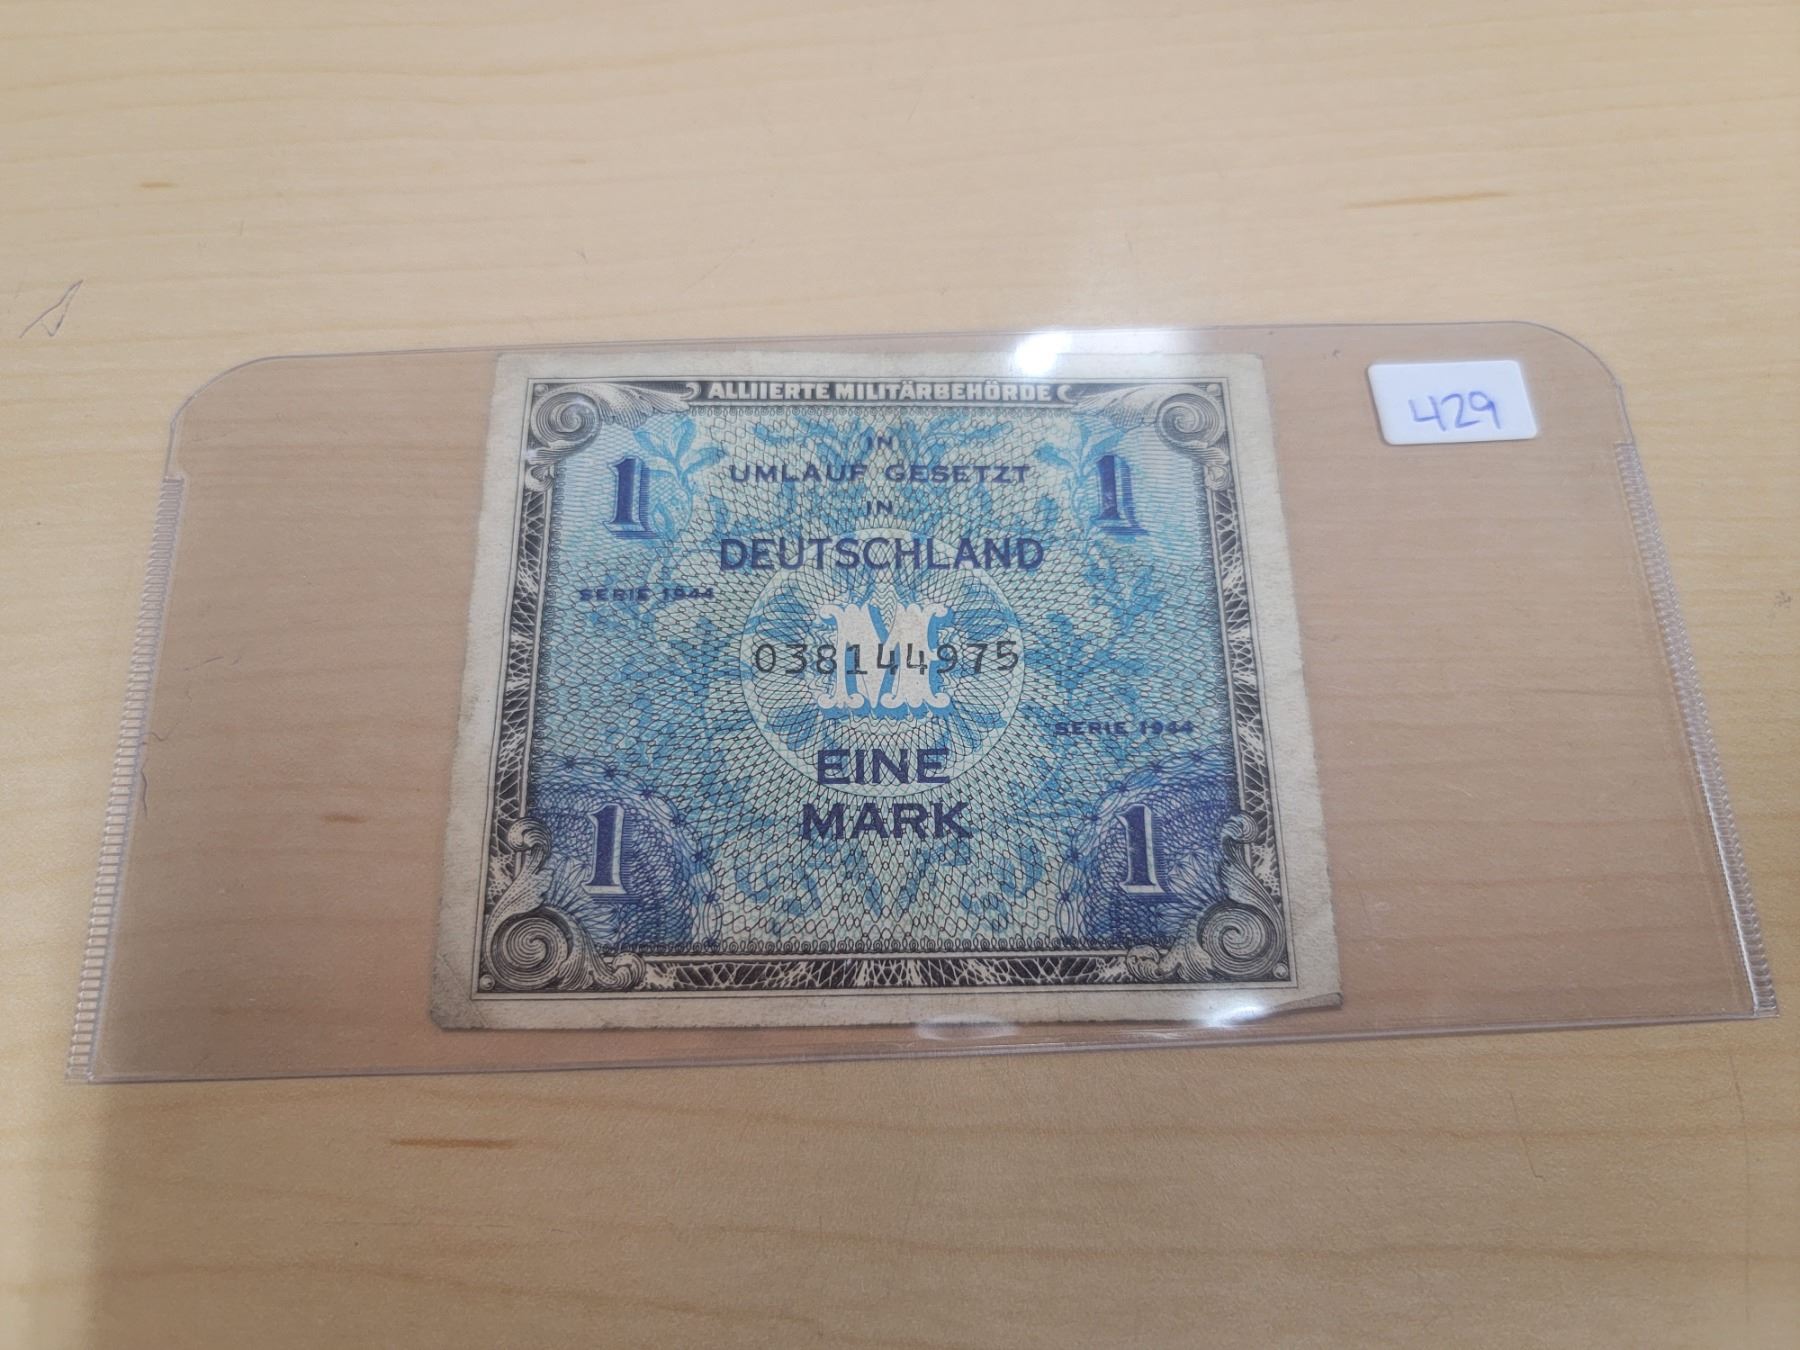 ALLIIERTE MILITÄRBEHÖRDE
429
IN
1 UMLAUF GESETZT 1
IN
DEUTSCHLAND
SERIE 1944
M
038144975
SERIE 1944
EINE
MARK
1 1